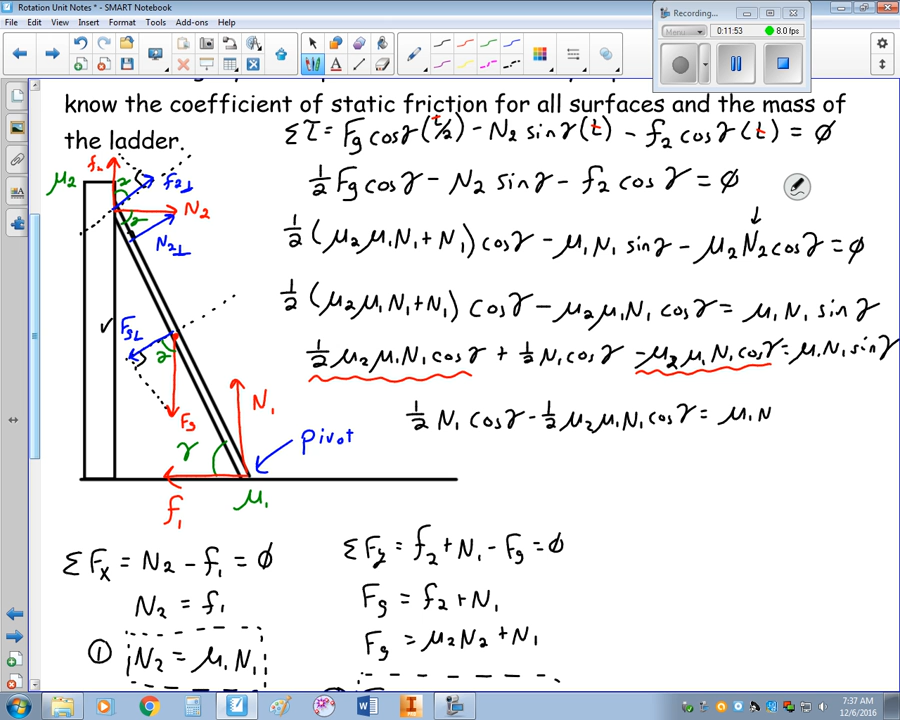 Rotation Unit Notes * - SMART Notebook
Recording...
File Edit View Insert Format Tools Add-ons Help
Menu
0:11:53
8.0 fps
know the coefficient of static friction for all surfaces and the mass of
the ladder.
Στ = Fg cosγ (ℓ/2) - N2 sinγ (ℓ) - f2 cosγ (ℓ) = ∅
1/2 Fg cosγ - N2 sinγ - f2 cosγ = ∅
1/2 (μ2μ1N1 + N1) cosγ - μ1N1 sinγ - μ2N2cosγ = ∅
1/2 (μ2μ1N1 + N1) cosγ - μ2μ1N1 cosγ = μ1N1 sinγ
1/2 μ2μ1N1 cosγ + 1/2 N1 cosγ - μ2μ1N1 cosγ = μ1N1 sinγ
1/2 N1 cosγ - 1/2 μ2μ1N1 cosγ = μ1N
μ2
f2
γ
f2⊥
N2
γ
N2⊥
Fg⊥
γ
Fg
N1
γ
pivot
f1
μ1
ΣFx = N2 - f1 = ∅
N2 = f1
① N2 = μ1N1
ΣFy = f2 + N1 - Fg = ∅
Fg = f2 + N1
Fg = μ2N2 + N1
7:37 AM
12/6/2016